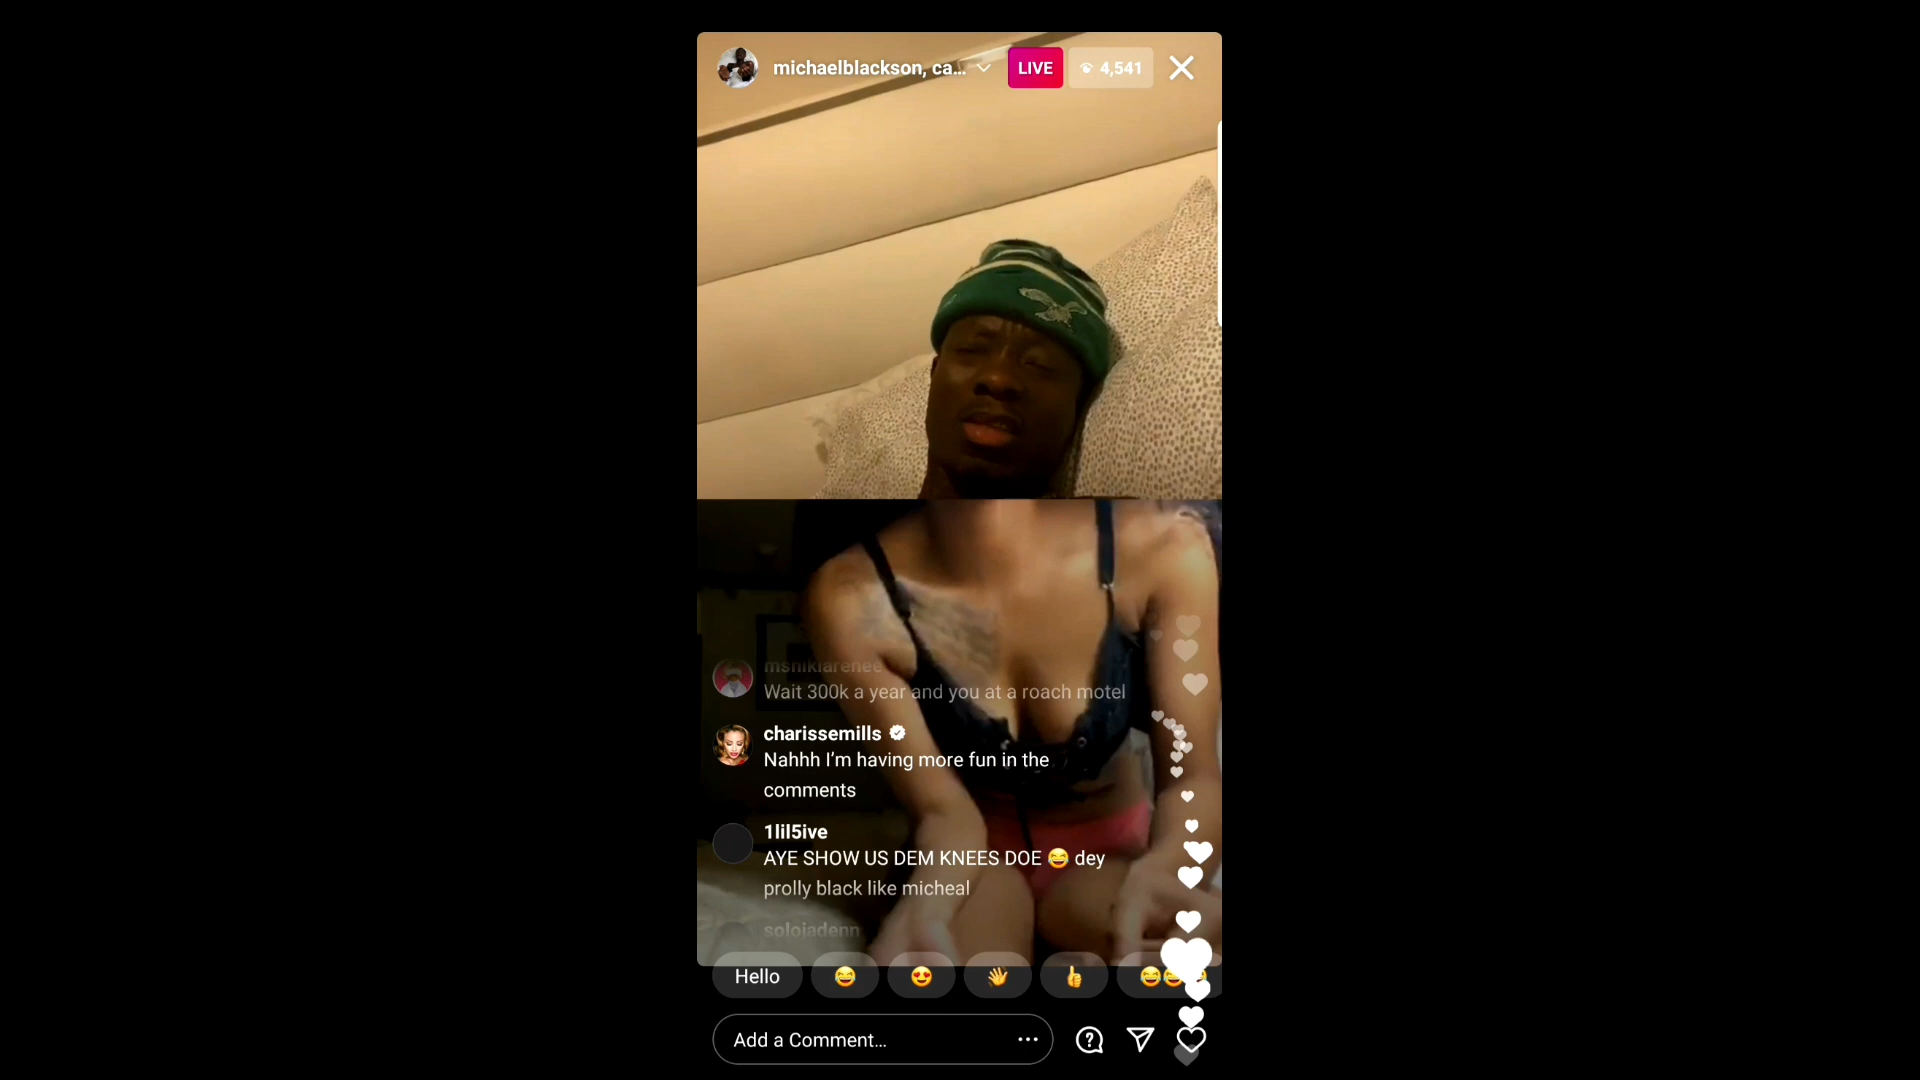 michaelblackson, ca...
LIVE
4,541
msnikiarenee
Wait 300k a year and you at a roach motel
charissemills
Nahhh I'm having more fun in the
comments
1lil5ive
AYE SHOW US DEM KNEES DOE 😂 dey
prolly black like micheal
solojadenn
Hello
Add a Comment...